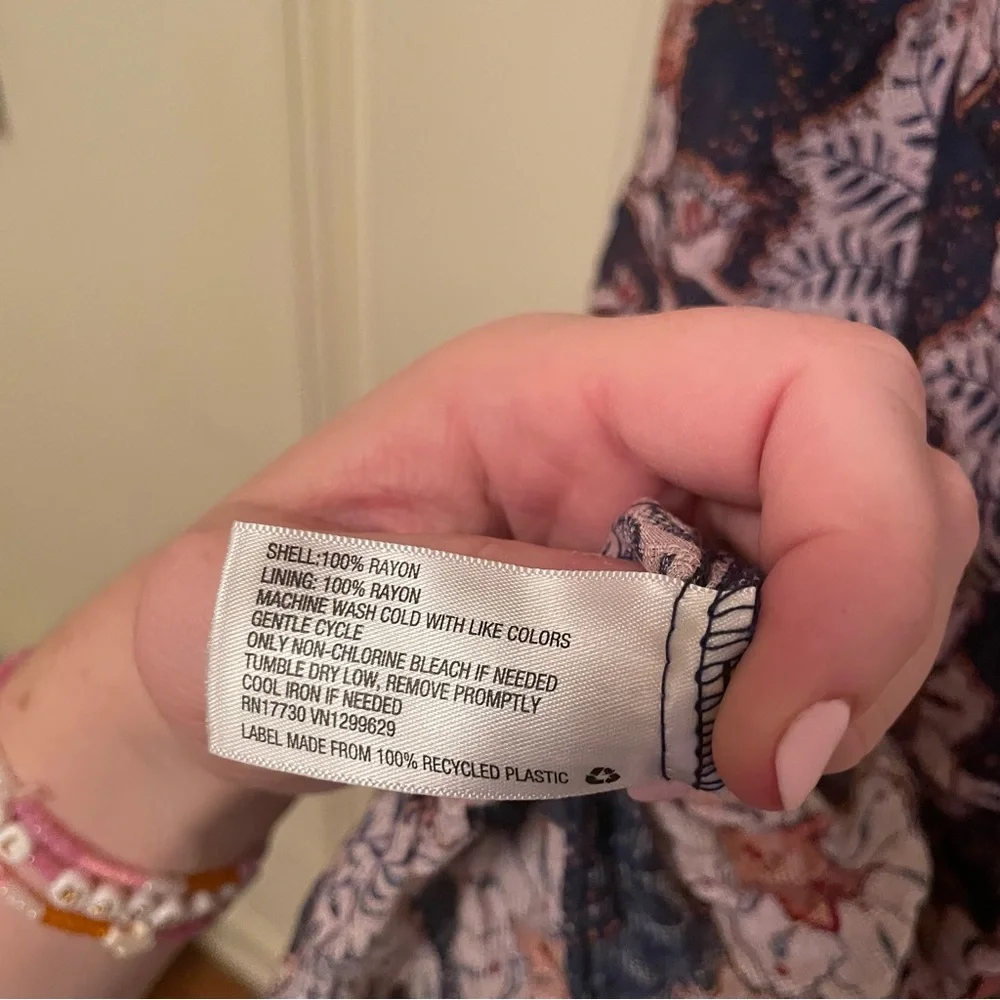 SHELL:100% RAYON
LINING: 100% RAYON
MACHINE WASH COLD WITH LIKE COLORS
GENTLE CYCLE
ONLY NON-CHLORINE BLEACH IF NEEDED
TUMBLE DRY LOW, REMOVE PROMPTLY
COOL IRON IF NEEDED
RN17730 VN1299629
LABEL MADE FROM 100% RECYCLED PLASTIC